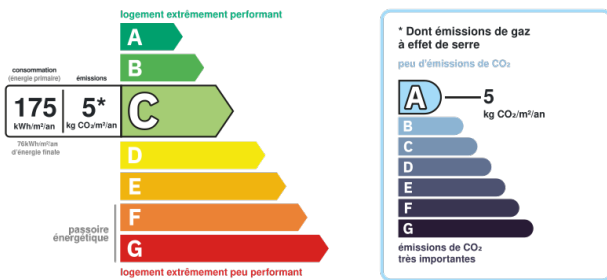 logement extrêmement performant
A
B
consommation
(énergie primaire)
émissions
175
kWh/m²/an
5*
kg CO₂/m²/an
C
76kWh/m²/an
d'énergie finale
D
E
F
passoire
énergétique
G
logement extrêmement peu performant
* Dont émissions de gaz
à effet de serre
peu d'émissions de CO₂
A
5
kg CO₂/m²/an
B
C
D
E
F
G
émissions de CO₂
très importantes